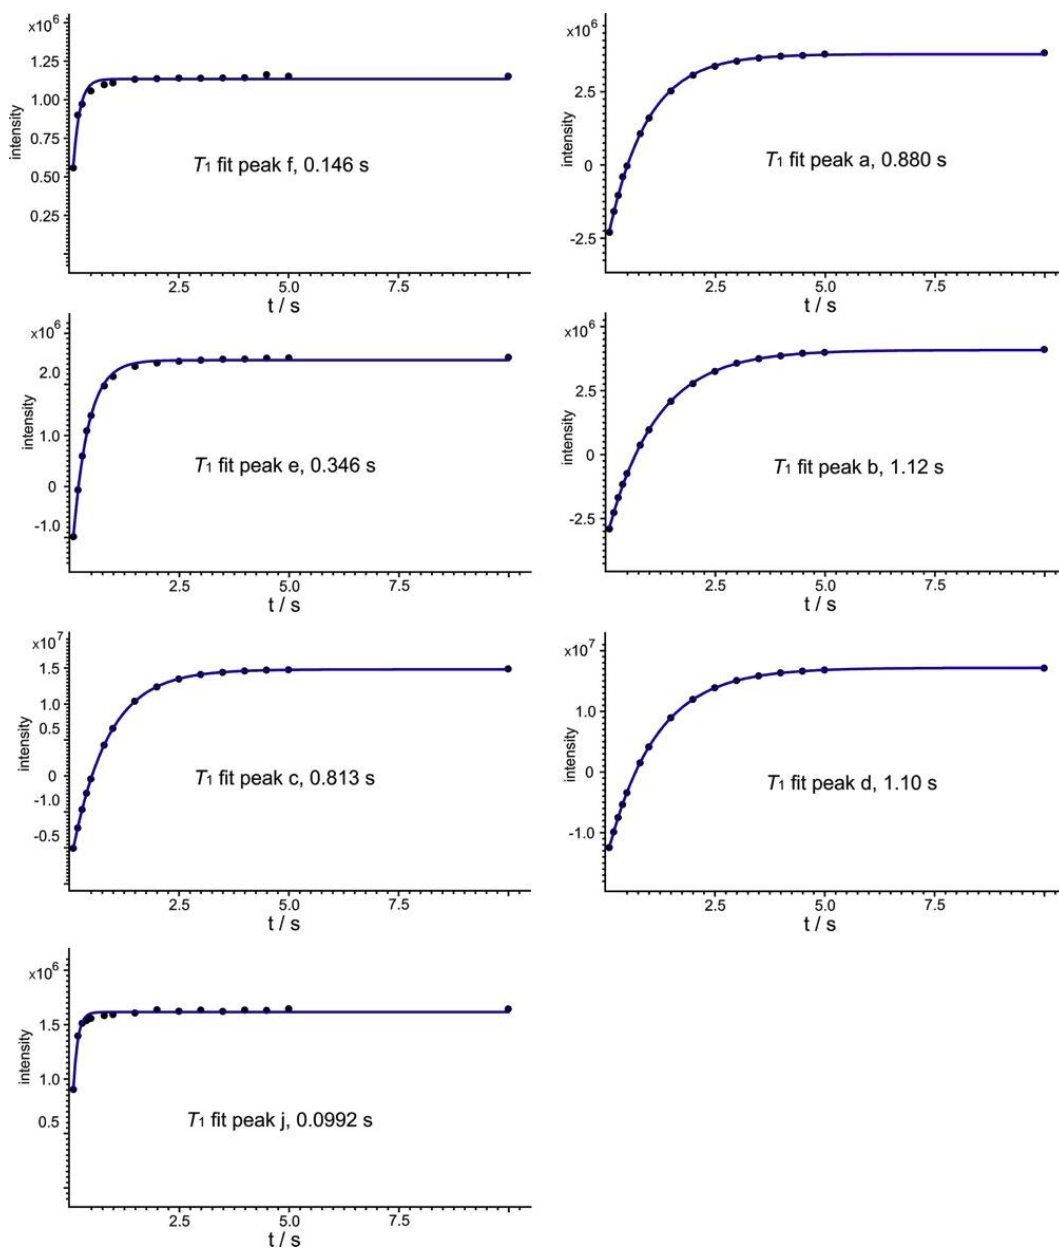 x10⁶
1.25
1.00
0.75
0.50
0.25
intensity
T1 fit peak f, 0.146 s
2.5
5.0
7.5
t / s
x10⁶
2.5
0
-2.5
intensity
T1 fit peak a, 0.880 s
2.5
5.0
7.5
t / s
x10⁶
2.0
1.0
0
-1.0
intensity
T1 fit peak e, 0.346 s
2.5
5.0
7.5
t / s
x10⁶
2.5
0
-2.5
intensity
T1 fit peak b, 1.12 s
2.5
5.0
7.5
t / s
x10⁷
1.5
1.0
0.5
0
-1.0
-0.5
intensity
T1 fit peak c, 0.813 s
2.5
5.0
7.5
t / s
x10⁷
1.0
0
-1.0
intensity
T1 fit peak d, 1.10 s
2.5
5.0
7.5
t / s
x10⁶
1.5
1.0
0.5
intensity
T1 fit peak j, 0.0992 s
2.5
5.0
7.5
t / s